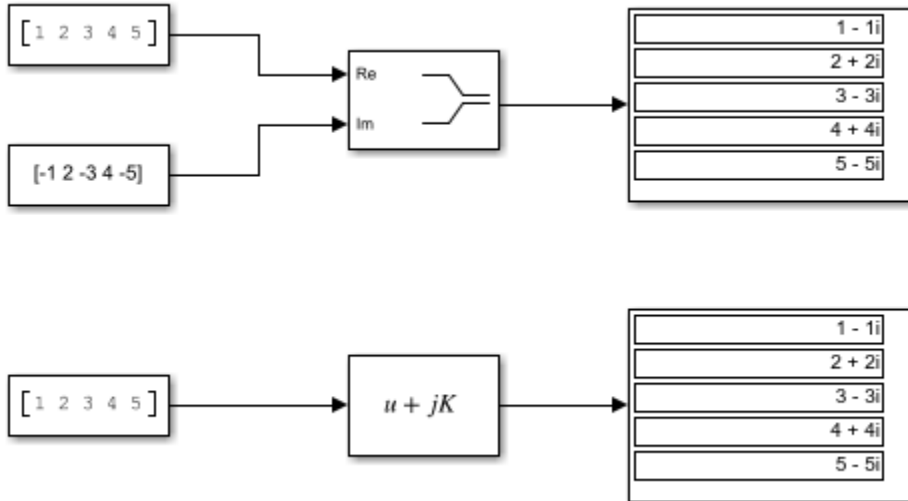 [1 2 3 4 5]
Re
Im
[-1 2 -3 4 -5]
1 - 1i
2 + 2i
3 - 3i
4 + 4i
5 - 5i
[1 2 3 4 5]
u + jK
1 - 1i
2 + 2i
3 - 3i
4 + 4i
5 - 5i